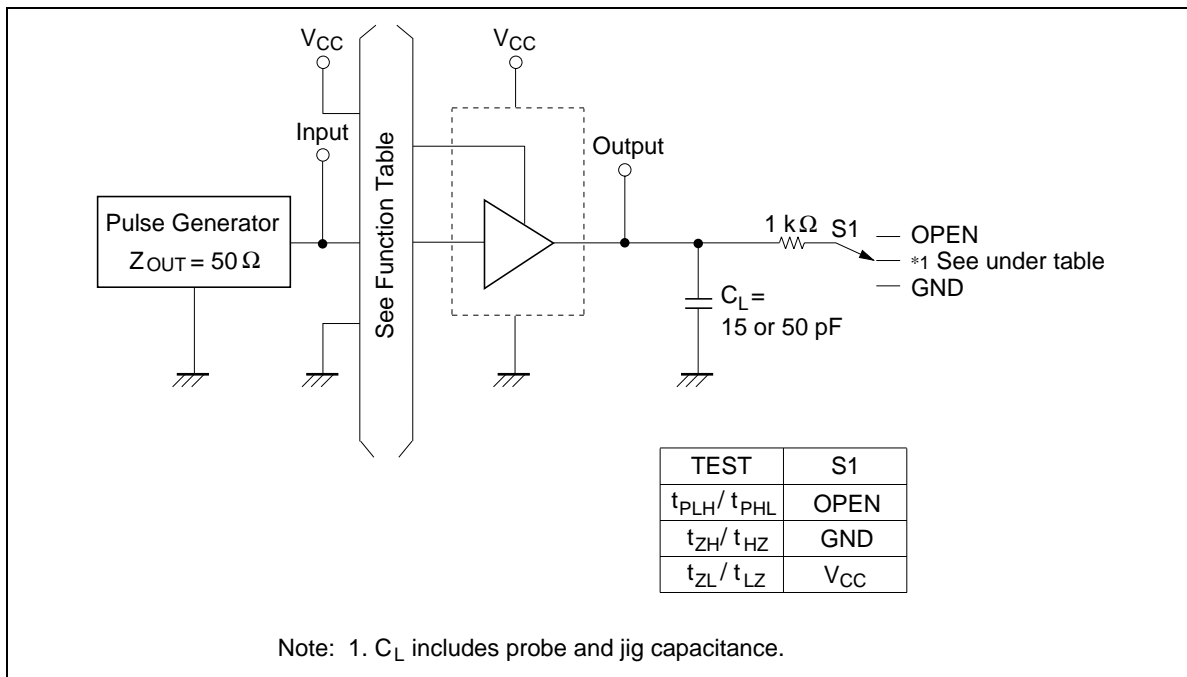 VCC
VCC
Input
Output
See Function Table
Pulse Generator
ZOUT = 50 Ω
1 kΩ
S1
OPEN
*1 See under table
GND
CL =
15 or 50 pF
TEST S1
tPLH / tPHL OPEN
tZH / tHZ GND
tZL / tLZ VCC
Note: 1. CL includes probe and jig capacitance.